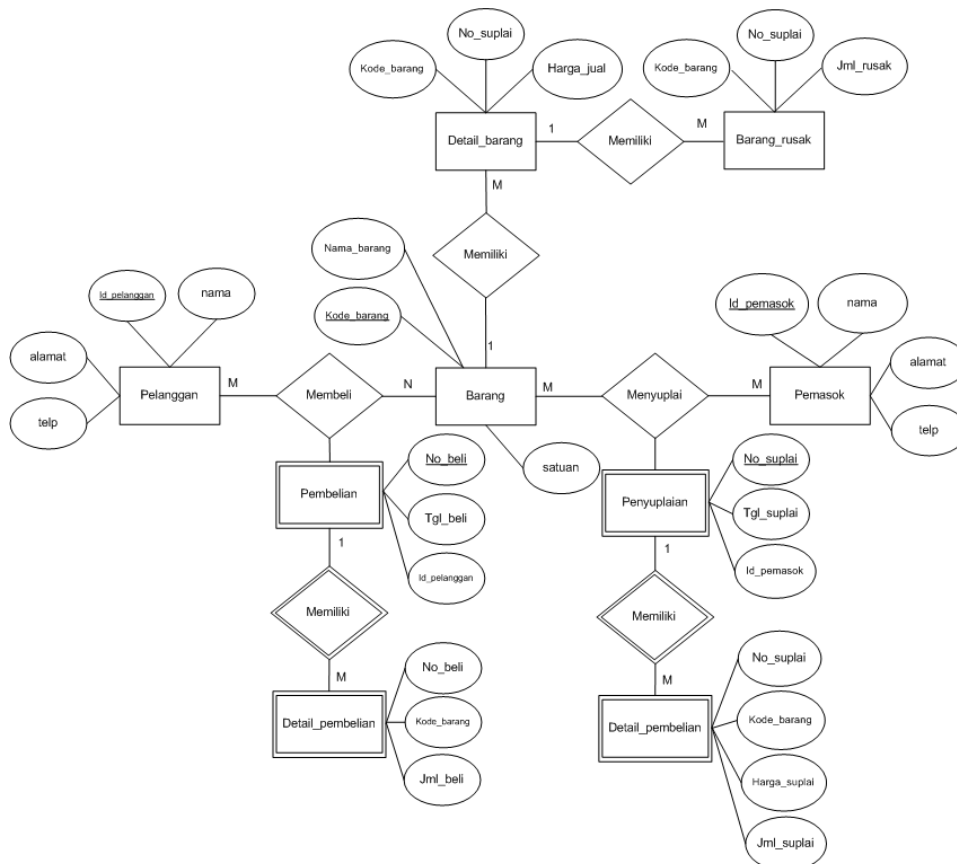 No_suplai
No_suplai
Kode_barang
Harga_jual
Kode_barang
Jml_rusak
Detail_barang
1
Memiliki
M
Barang_rusak
M
Nama_barang
Memiliki
Id_pelanggan
nama
Id_pemasok
nama
Kode_barang
1
alamat
alamat
Pelanggan
M
Membeli
N
Barang
M
Menyuplai
M
Pemasok
telp
telp
No_beli
satuan
No_suplai
Pembelian
Penyuplaian
Tgl_beli
Tgl_suplai
1
Id_pelanggan
1
Id_pemasok
Memiliki
Memiliki
No_beli
No_suplai
M
M
Detail_pembelian
Kode_barang
Detail_pembelian
Kode_barang
Jml_beli
Harga_suplai
Jml_suplai